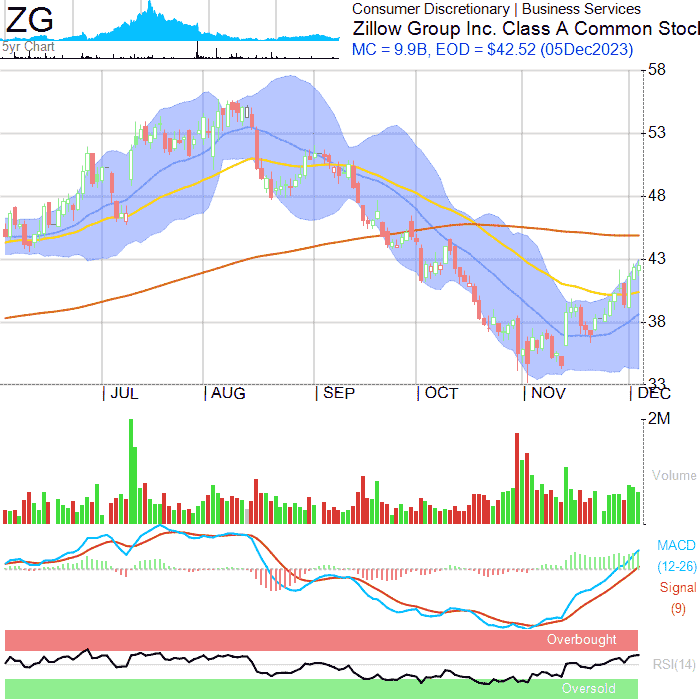 ZG
5yr Chart
Consumer Discretionary | Business Services
Zillow Group Inc. Class A Common Stocl
MC = 9.9B, EOD = $42.52 (05Dec2023)
58
53
48
43
38
33
JUL AUG SEP OCT NOV DEC
2M
Volume
MACD
(12-26)
Signal
(9)
Overbought
RSI(14)
Oversold